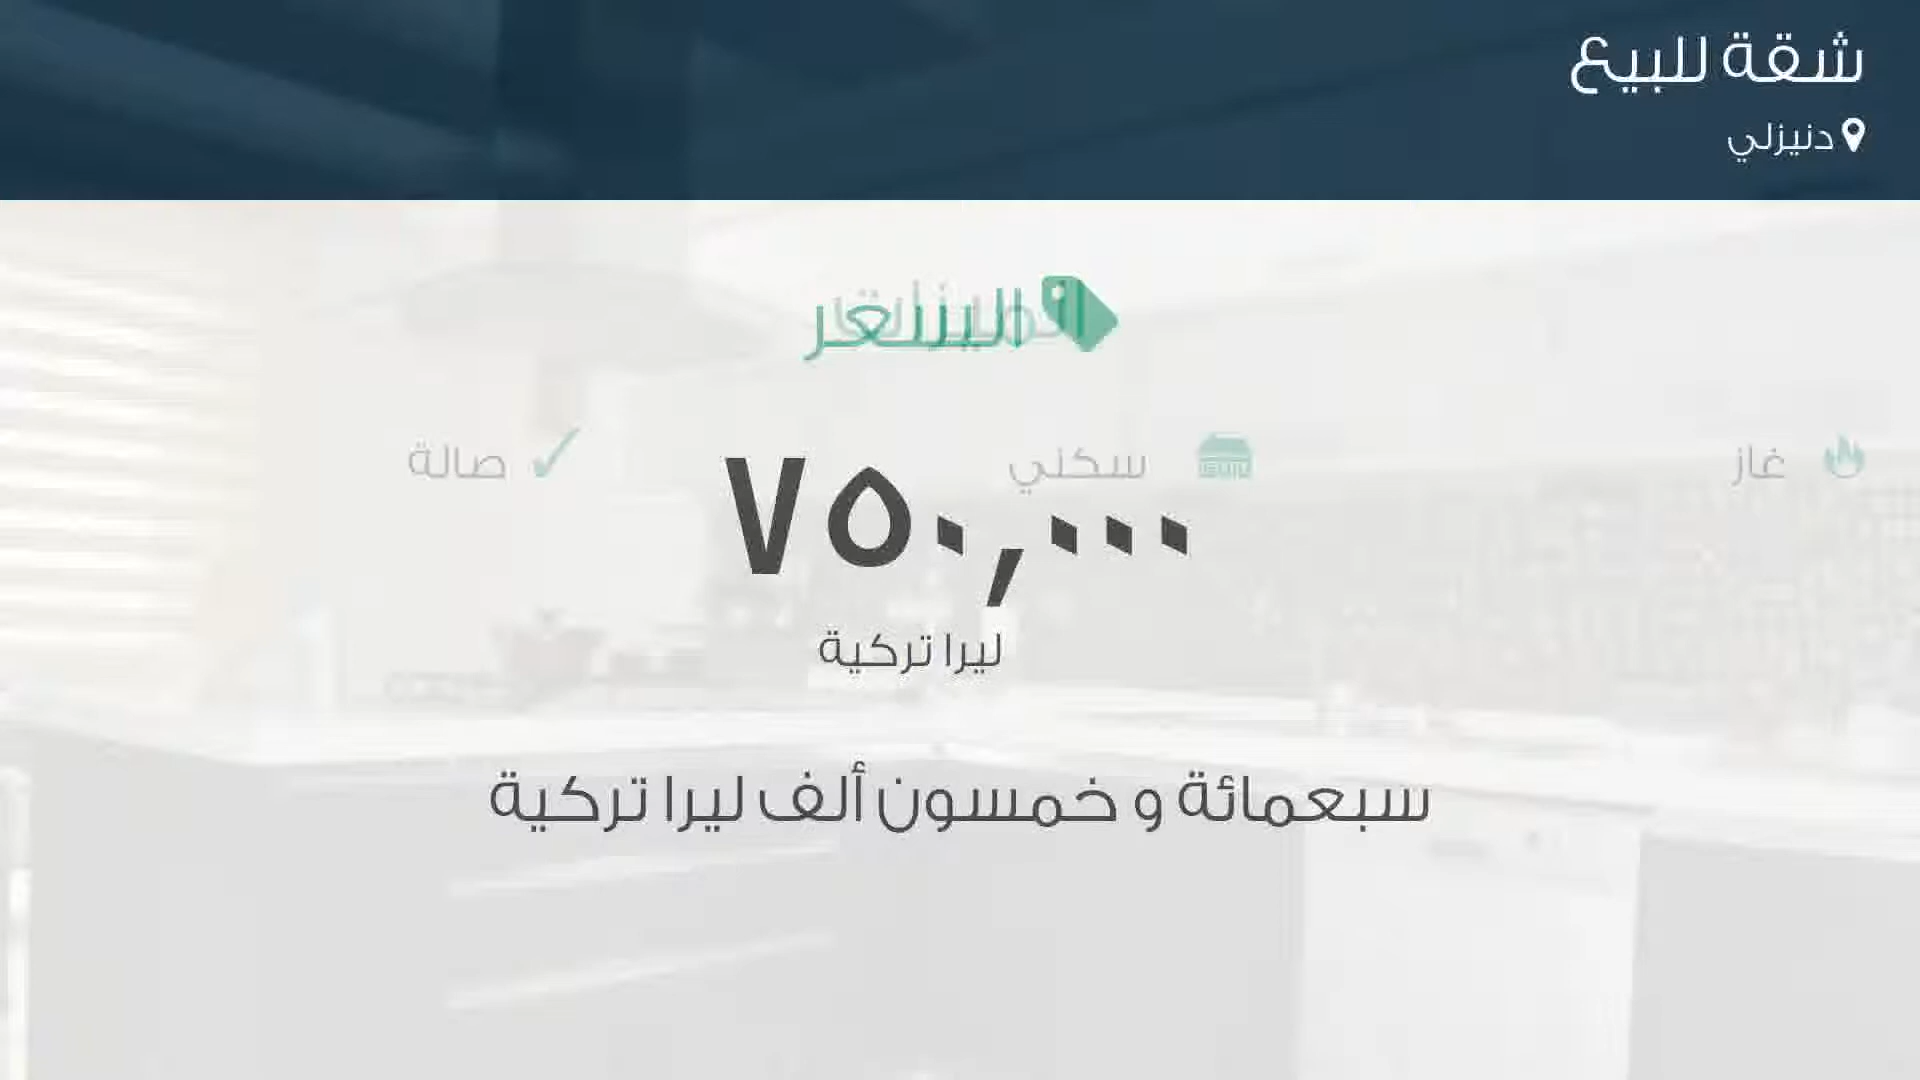 شقة للبيع
دنيزلي
غاز
سكني
صالة
٧٥٠,٠٠٠
ليرا تركية
سبعمائة و خمسون ألف ليرا تركية